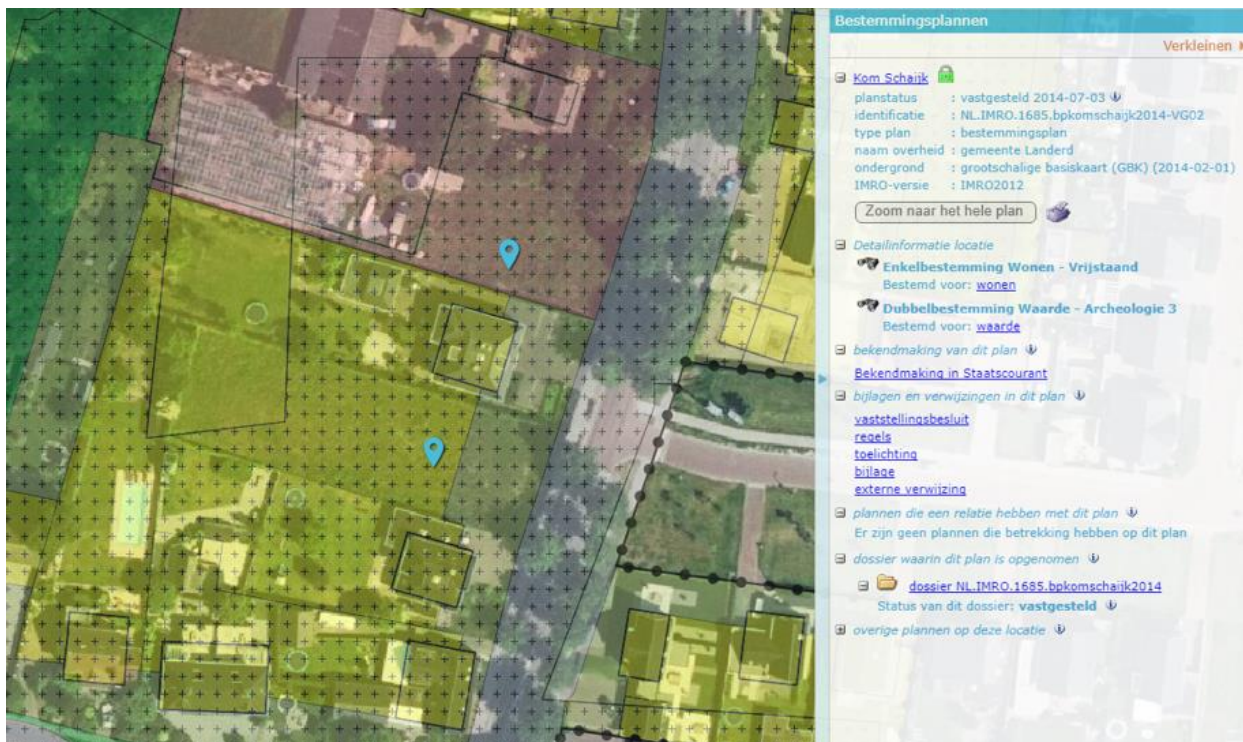 Bestemmingsplannen
Verkleinen
Kom Schaijk
planstatus : vastgesteld 2014-07-03
identificatie : NL.IMRO.1685.bpkomschaijk2014-VG02
type plan : bestemmingsplan
naam overheid : gemeente Landerd
ondergrond : grootschalige basiskaart (GBK) (2014-02-01)
IMRO-versie : IMRO2012
Zoom naar het hele plan
Detailinformatie locatie
Enkelbestemming Wonen - Vrijstaand
Bestemd voor: wonen
Dubbelbestemming Waarde - Archeologie 3
Bestemd voor: waarde
bekendmaking van dit plan
Bekendmaking in Staatscourant
bijlagen en verwijzingen in dit plan
vaststellingsbesluit
regels
toelichting
bijlage
externe verwijzing
plannen die een relatie hebben met dit plan
Er zijn geen plannen die betrekking hebben op dit plan
dossier waarin dit plan is opgenomen
dossier NL.IMRO.1685.bpkomschaijk2014
Status van dit dossier: vastgesteld
overige plannen op deze locatie